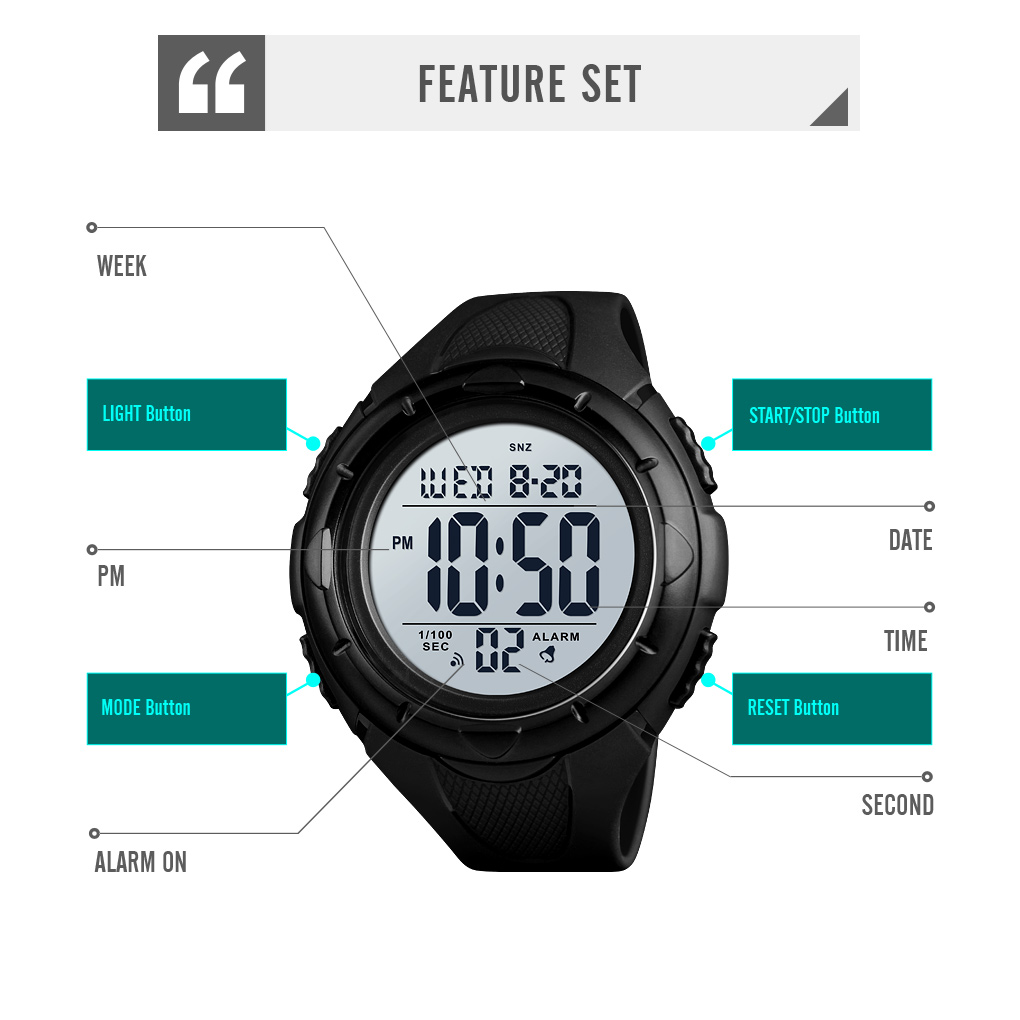 “ FEATURE SET
WEEK
LIGHT Button
START/STOP Button
SNZ
WED 8-20
DATE
PM 10:50
PM
TIME
1/100
SEC
02
ALARM
MODE Button
RESET Button
SECOND
ALARM ON